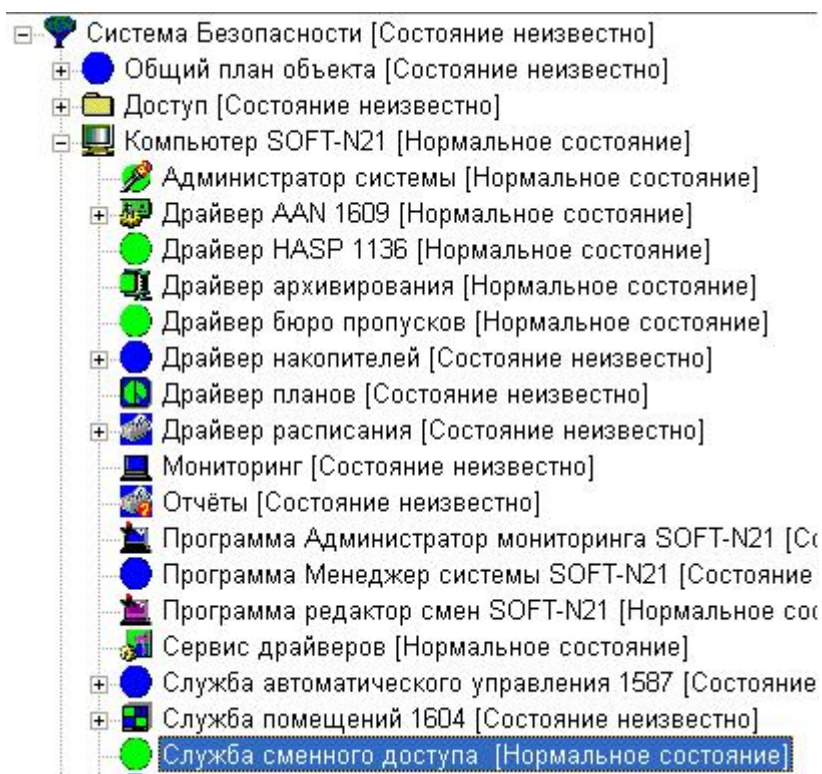 Система Безопасности [Состояние неизвестно]
Общий план объекта [Состояние неизвестно]
Доступ [Состояние неизвестно]
Компьютер SOFT-N21 [Нормальное состояние]
Администратор системы [Нормальное состояние]
Драйвер AAN 1609 [Нормальное состояние]
Драйвер HASP 1136 [Нормальное состояние]
Драйвер архивирования [Нормальное состояние]
Драйвер бюро пропусков [Нормальное состояние]
Драйвер накопителей [Состояние неизвестно]
Драйвер планов [Состояние неизвестно]
Драйвер расписания [Состояние неизвестно]
Мониторинг [Состояние неизвестно]
Отчёты [Состояние неизвестно]
Программа Администратор мониторинга SOFT-N21 [Со
Программа Менеджер системы SOFT-N21 [Состояние
Программа редактор смен SOFT-N21 [Нормальное сос
Сервис драйверов [Нормальное состояние]
Служба автоматического управления 1587 [Состояние
Служба помещений 1604 [Состояние неизвестно]
Служба сменного доступа [Нормальное состояние]